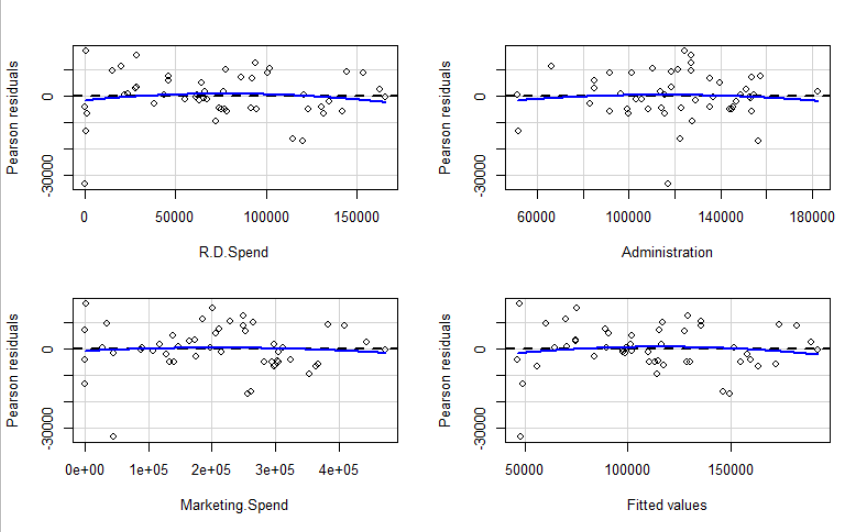 Pearson residuals
0
-30000
0
50000
100000
150000
R.D.Spend
Pearson residuals
0
-30000
60000
100000
140000
180000
Administration
Pearson residuals
0
-30000
0e+00
1e+05
2e+05
3e+05
4e+05
Marketing.Spend
Pearson residuals
0
-30000
50000
100000
150000
Fitted values